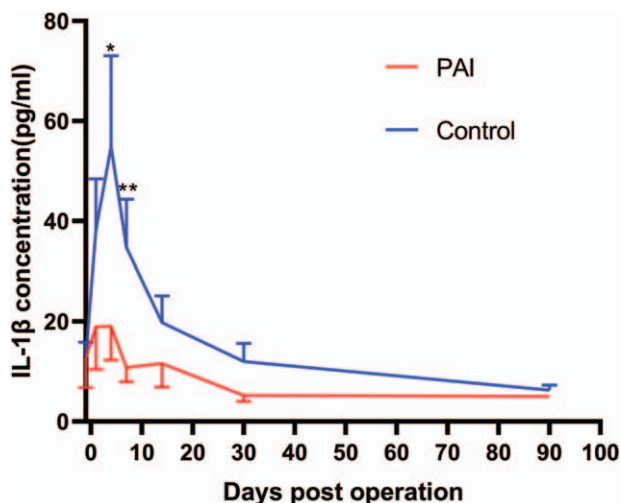 80
60
40
20
0
IL-1β concentration(pg/ml)
*
**
PAI
Control
0 10 20 30 40 50 60 70 80 90 100
Days post operation